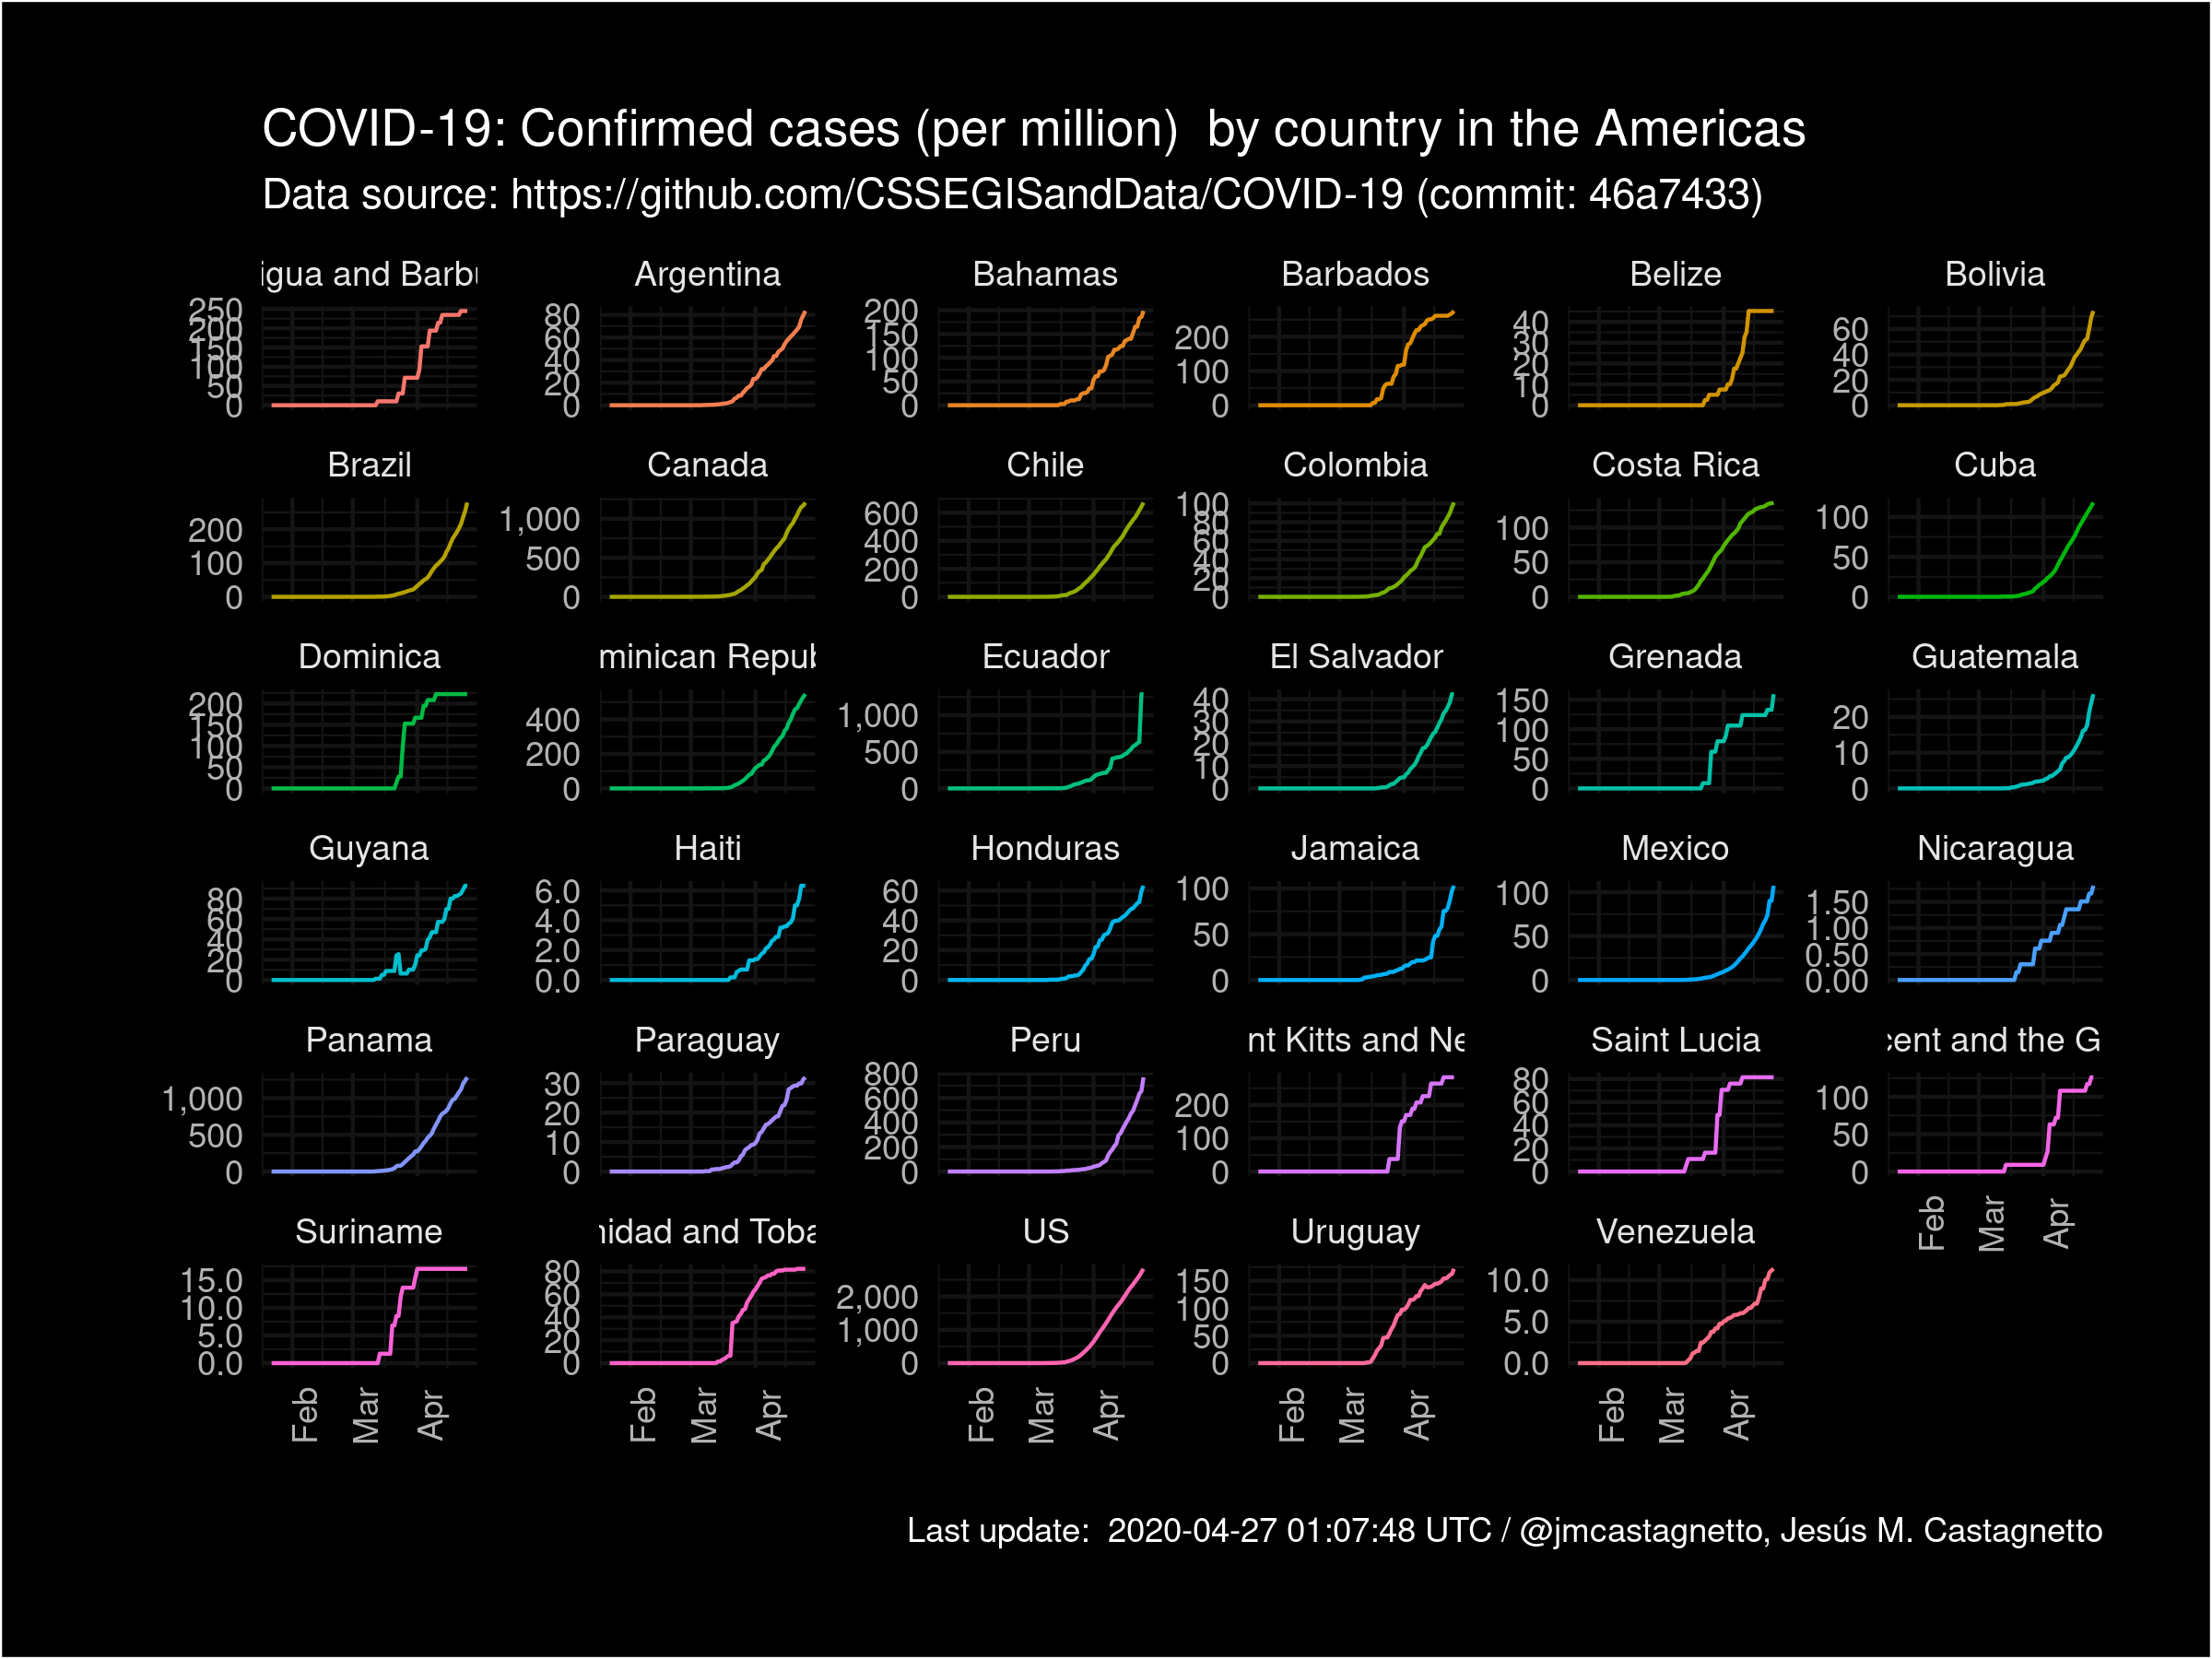 COVID-19: Confirmed cases (per million)  by country in the Americas
Data source: https://github.com/CSSEGISandData/COVID-19 (commit: 46a7433)
igua and Barbu Argentina Bahamas Barbados Belize Bolivia
250 200 150 100 50 0
80 60 40 20 0
200 150 100 50 0
200 100 0
40 30 20 10 0
60 40 20 0
Brazil Canada Chile Colombia Costa Rica Cuba
200 100 0
1,000 500 0
600 400 200 0
100 80 60 40 20 0
100 50 0
100 50 0
Dominica minican Repub Ecuador El Salvador Grenada Guatemala
200 150 100 50 0
400 200 0
1,000 500 0
40 30 20 10 0
150 100 50 0
20 10 0
Guyana Haiti Honduras Jamaica Mexico Nicaragua
80 60 40 20 0
6.0 4.0 2.0 0.0
60 40 20 0
100 50 0
100 50 0
1.50 1.00 0.50 0.00
Panama Paraguay Peru nt Kitts and Ne Saint Lucia cent and the G
1,000 500 0
30 20 10 0
800 600 400 200 0
200 100 0
80 60 40 20 0
100 50 0
Feb Mar Apr
Suriname nidad and Toba US Uruguay Venezuela
15.0 10.0 5.0 0.0
80 60 40 20 0
2,000 1,000 0
150 100 50 0
10.0 5.0 0.0
Feb Mar Apr Feb Mar Apr Feb Mar Apr Feb Mar Apr Feb Mar Apr
Last update:  2020-04-27 01:07:48 UTC / @jmcastagnetto, Jesús M. Castagnetto